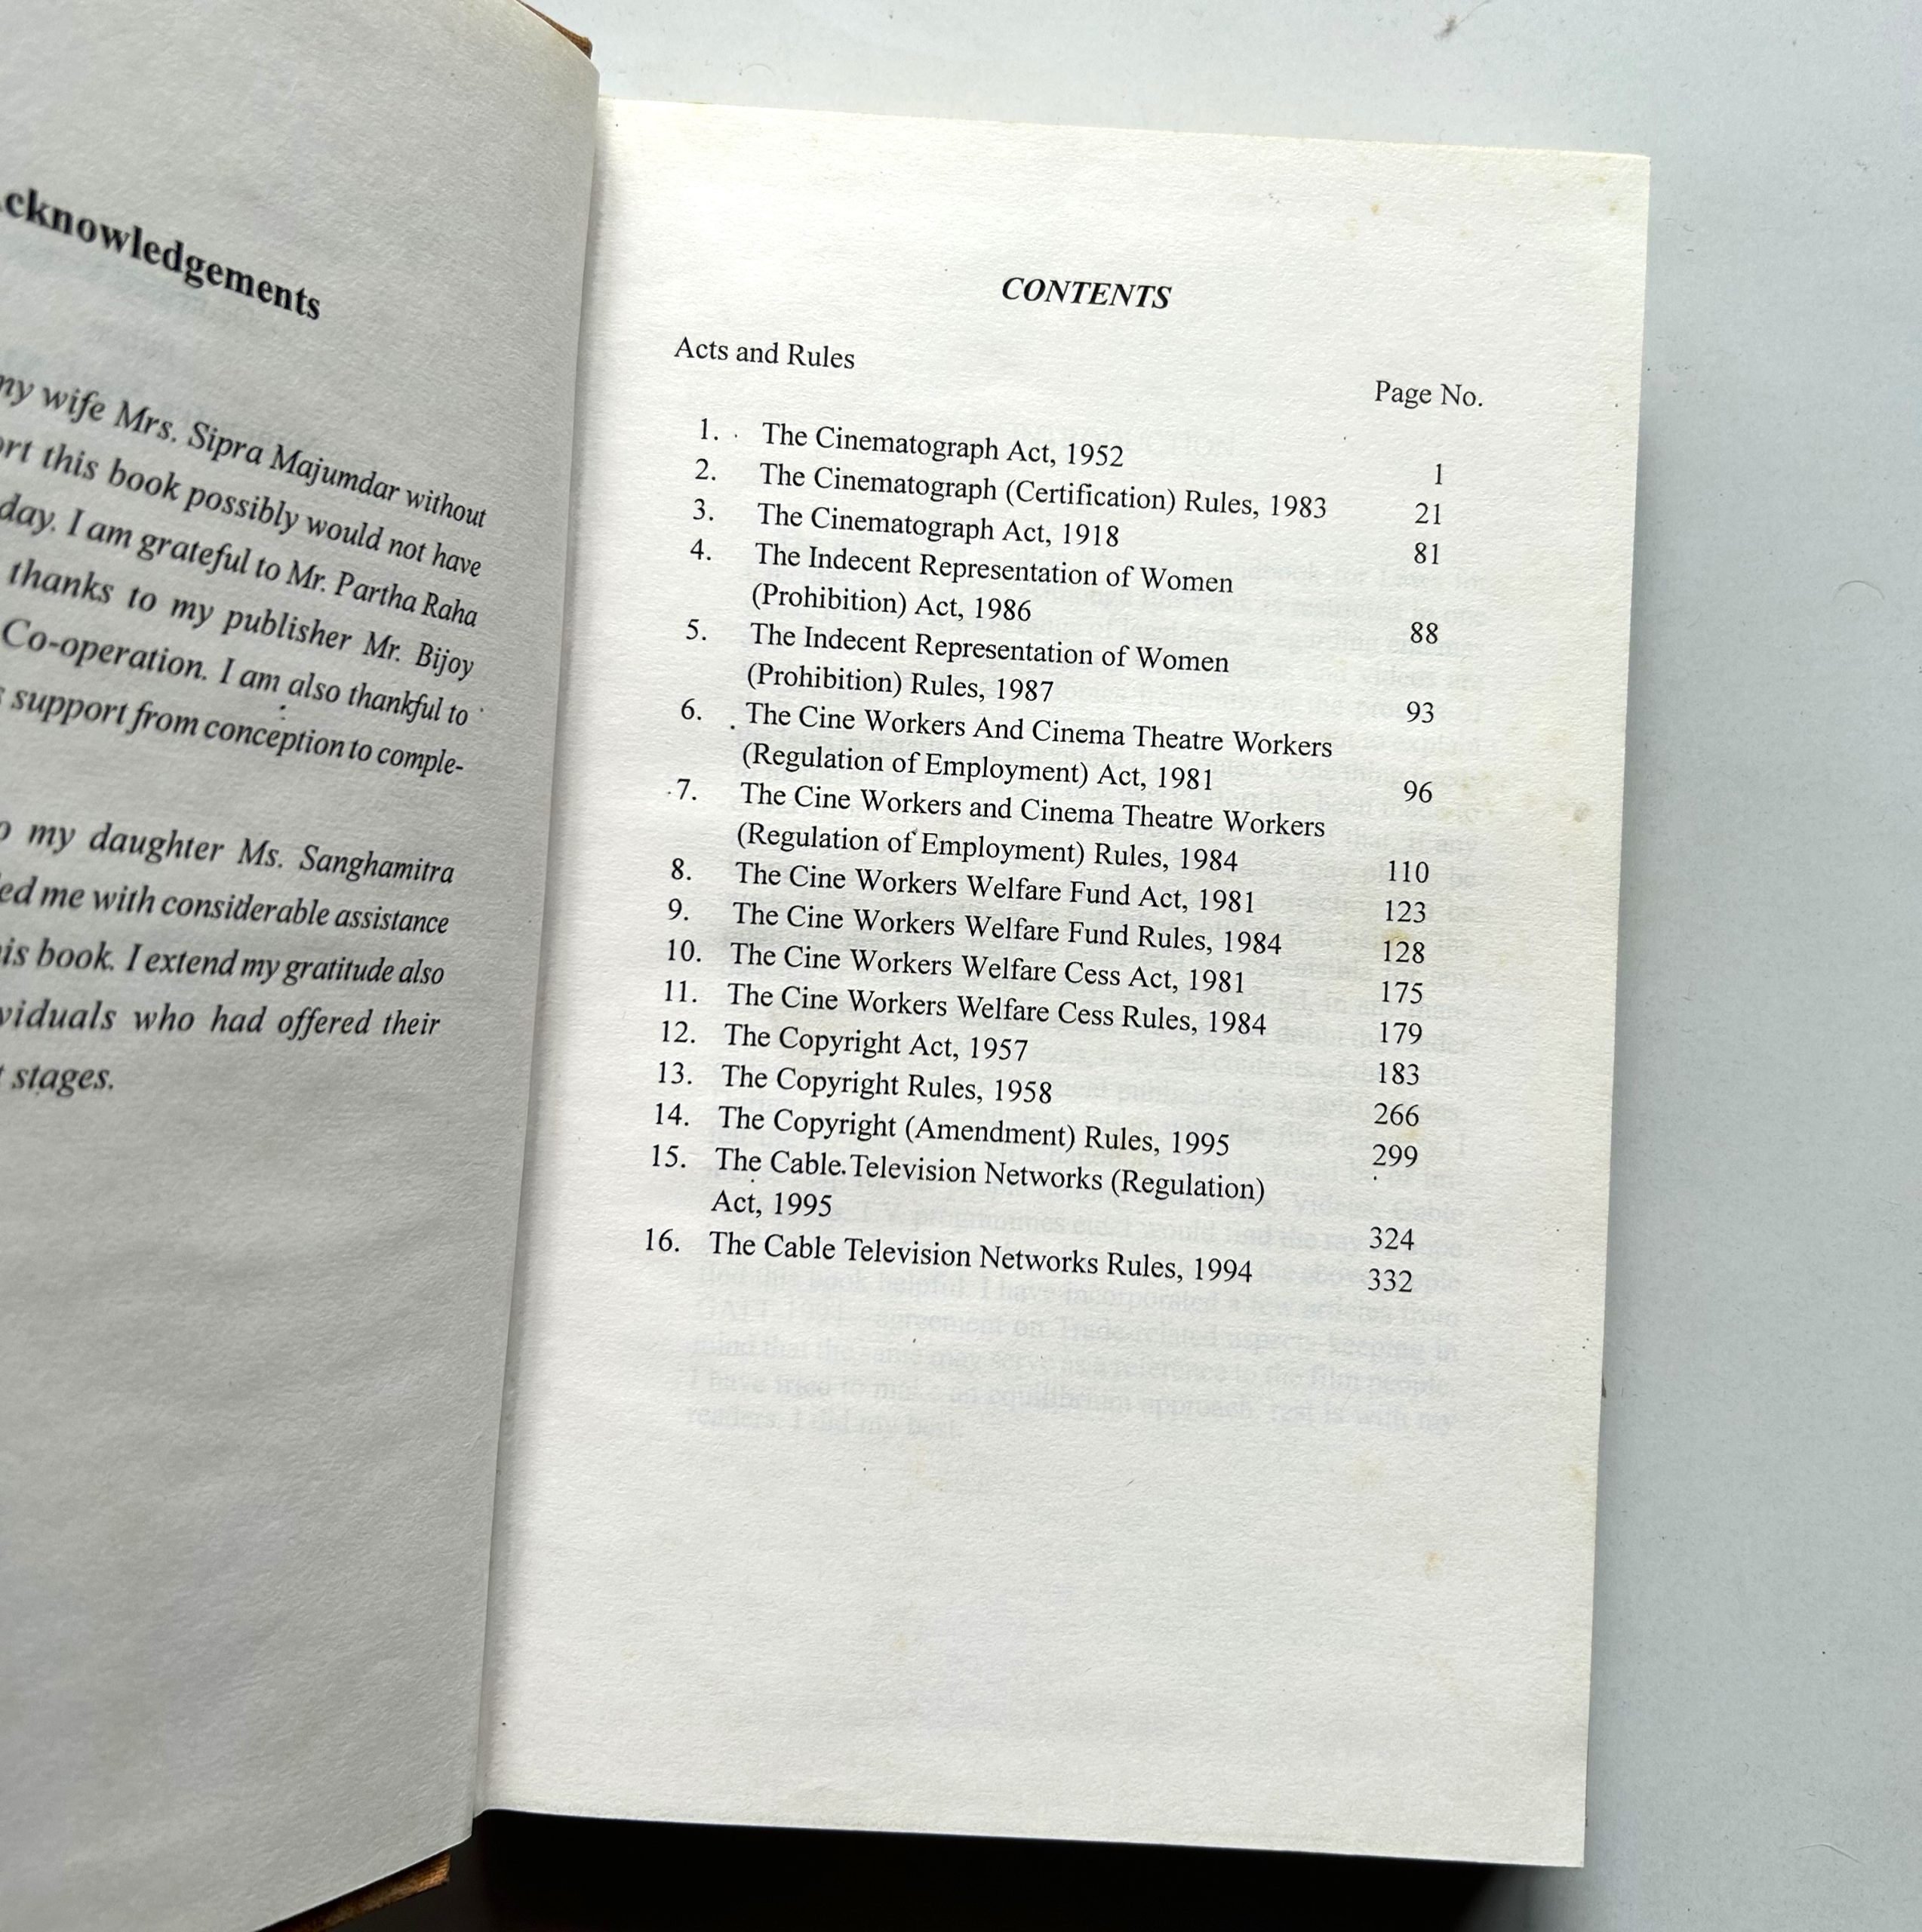 cknowledgements
my wife Mrs. Sipra Majumdar without
ort this book possibly would not have
day. I am grateful to Mr. Partha Raha
thanks to my publisher Mr. Bijoy
Co-operation. I am also thankful to
support from conception to comple-
my daughter Ms. Sanghamitra
ed me with considerable assistance
is book. I extend my gratitude also
viduals who had offered their
stages.
CONTENTS
Acts and Rules
Page No.
1. The Cinematograph Act, 1952 1
2. The Cinematograph (Certification) Rules, 1983 21
3. The Cinematograph Act, 1918 81
4. The Indecent Representation of Women
(Prohibition) Act, 1986 88
5. The Indecent Representation of Women
(Prohibition) Rules, 1987 93
6. The Cine Workers And Cinema Theatre Workers
(Regulation of Employment) Act, 1981 96
7. The Cine Workers and Cinema Theatre Workers
(Regulation of Employment) Rules, 1984 110
8. The Cine Workers Welfare Fund Act, 1981 123
9. The Cine Workers Welfare Fund Rules, 1984 128
10. The Cine Workers Welfare Cess Act, 1981 175
11. The Cine Workers Welfare Cess Rules, 1984 179
12. The Copyright Act, 1957 183
13. The Copyright Rules, 1958 266
14. The Copyright (Amendment) Rules, 1995 299
15. The Cable Television Networks (Regulation)
Act, 1995 324
16. The Cable Television Networks Rules, 1994 332